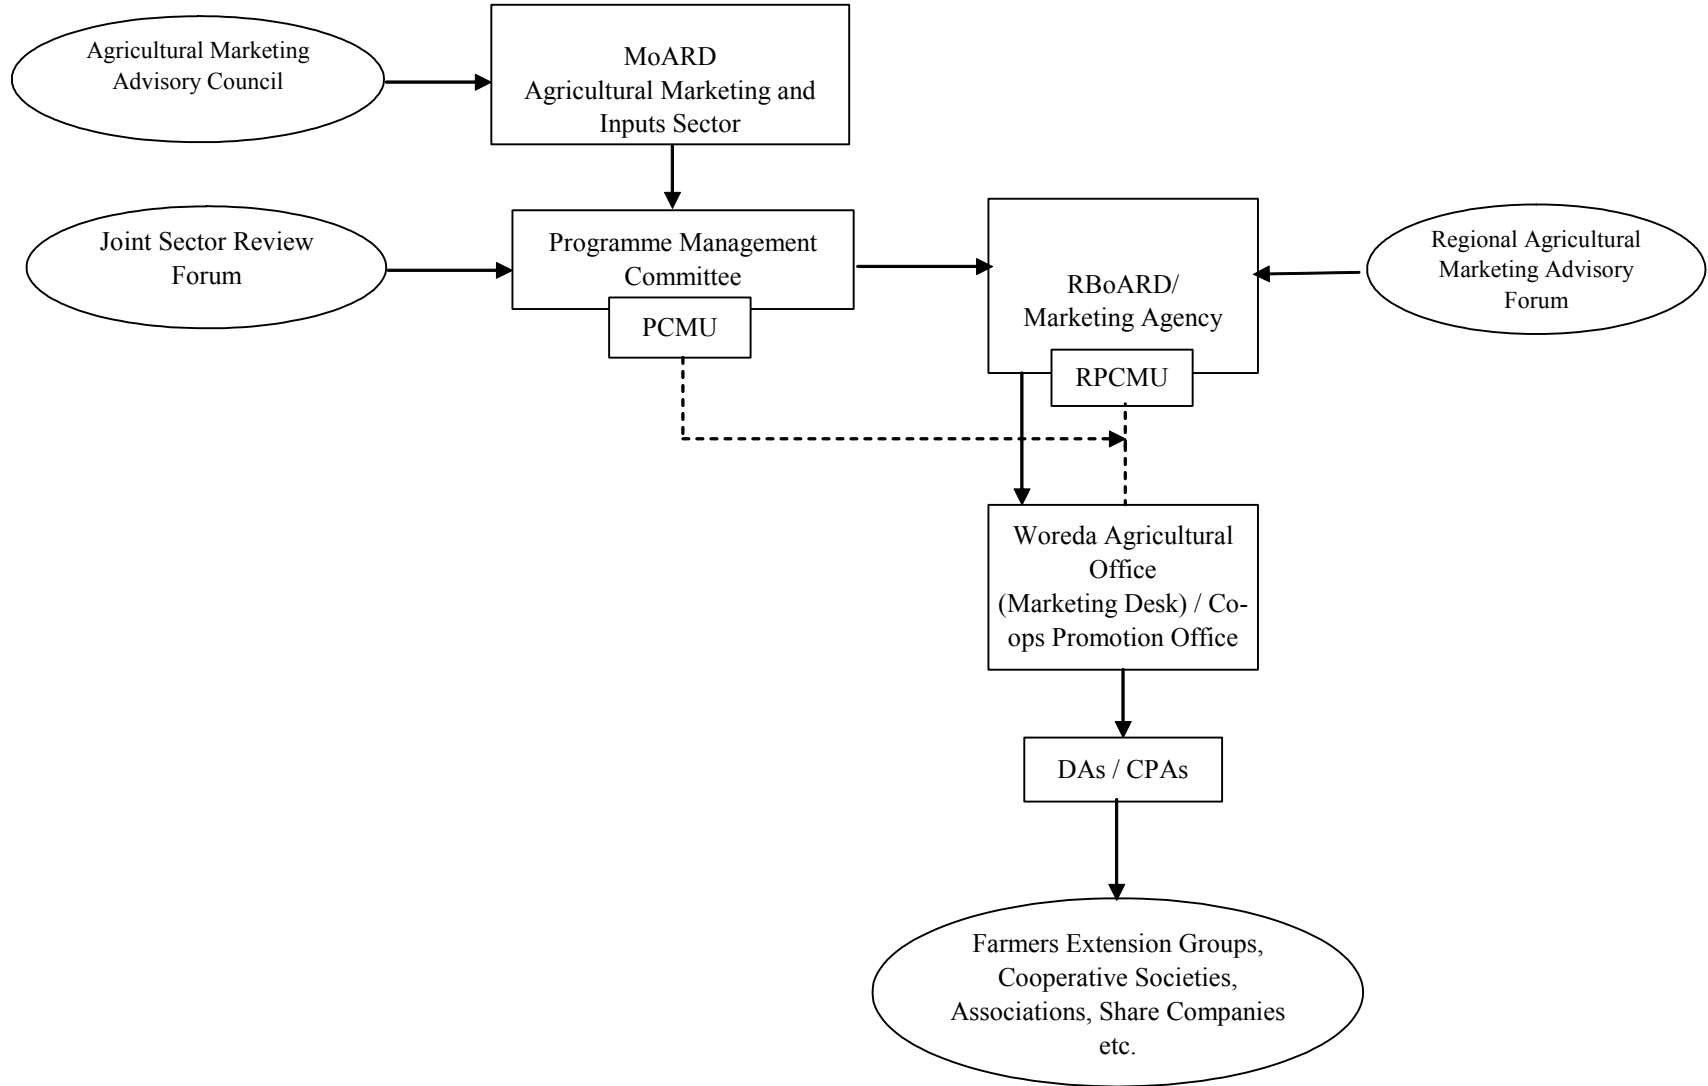 Agricultural Marketing
Advisory Council
MoARD
Agricultural Marketing and
Inputs Sector
Joint Sector Review
Forum
Programme Management
Committee
PCMU
RBoARD/
Marketing Agency
RPCMU
Regional Agricultural
Marketing Advisory
Forum
Woreda Agricultural
Office
(Marketing Desk) / Co-
ops Promotion Office
DAs / CPAs
Farmers Extension Groups,
Cooperative Societies,
Associations, Share Companies
etc.